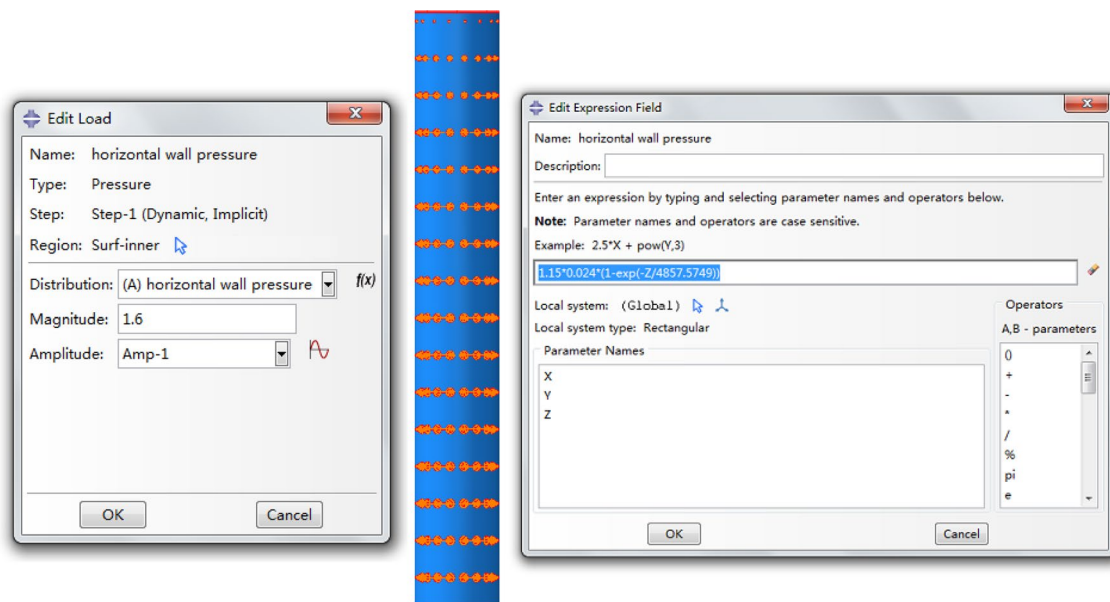 Edit Load
Name: horizontal wall pressure
Type: Pressure
Step: Step-1 (Dynamic, Implicit)
Region: Surf-inner
Distribution: (A) horizontal wall pressure f(x)
Magnitude: 1.6
Amplitude: Amp-1
OK Cancel
Edit Expression Field
Name: horizontal wall pressure
Description:
Enter an expression by typing and selecting parameter names and operators below.
Note: Parameter names and operators are case sensitive.
Example: 2.5*X + pow(Y,3)
1.15*0.024*(1-exp(-Z/4857.5749))
Local system: (Global)
Local system type: Rectangular
Parameter Names
X
Y
Z
Operators
A,B - parameters
()
+
-
*
/
%
pi
e
OK Cancel